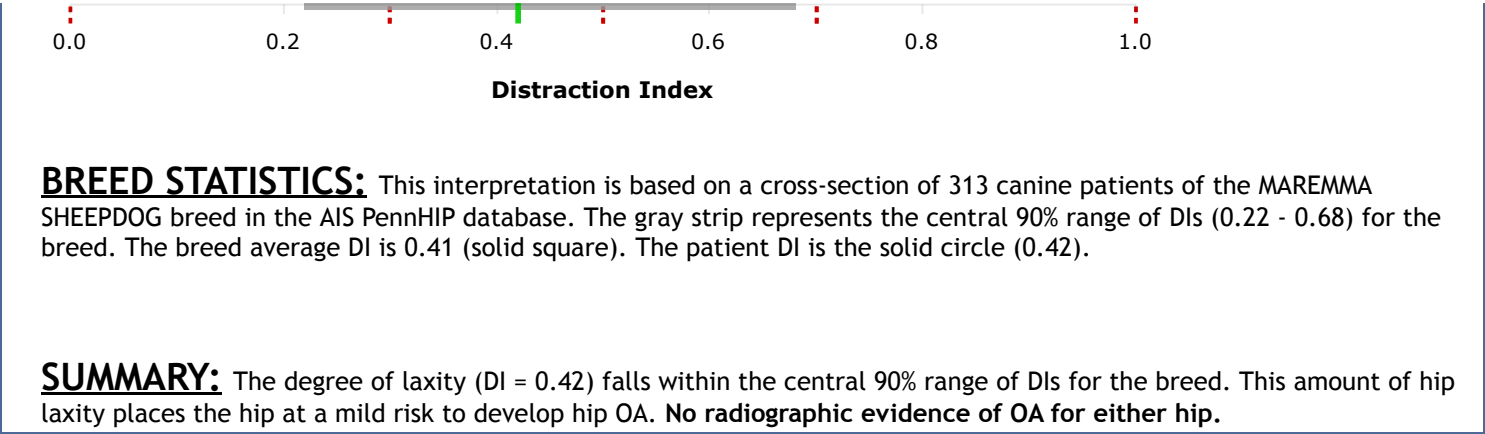 0.0 0.2 0.4 0.6 0.8 1.0
Distraction Index
BREED STATISTICS: This interpretation is based on a cross-section of 313 canine patients of the MAREMMA
SHEEPDOG breed in the AIS PennHIP database. The gray strip represents the central 90% range of DIs (0.22 - 0.68) for the
breed. The breed average DI is 0.41 (solid square). The patient DI is the solid circle (0.42).
SUMMARY: The degree of laxity (DI = 0.42) falls within the central 90% range of DIs for the breed. This amount of hip
laxity places the hip at a mild risk to develop hip OA. No radiographic evidence of OA for either hip.